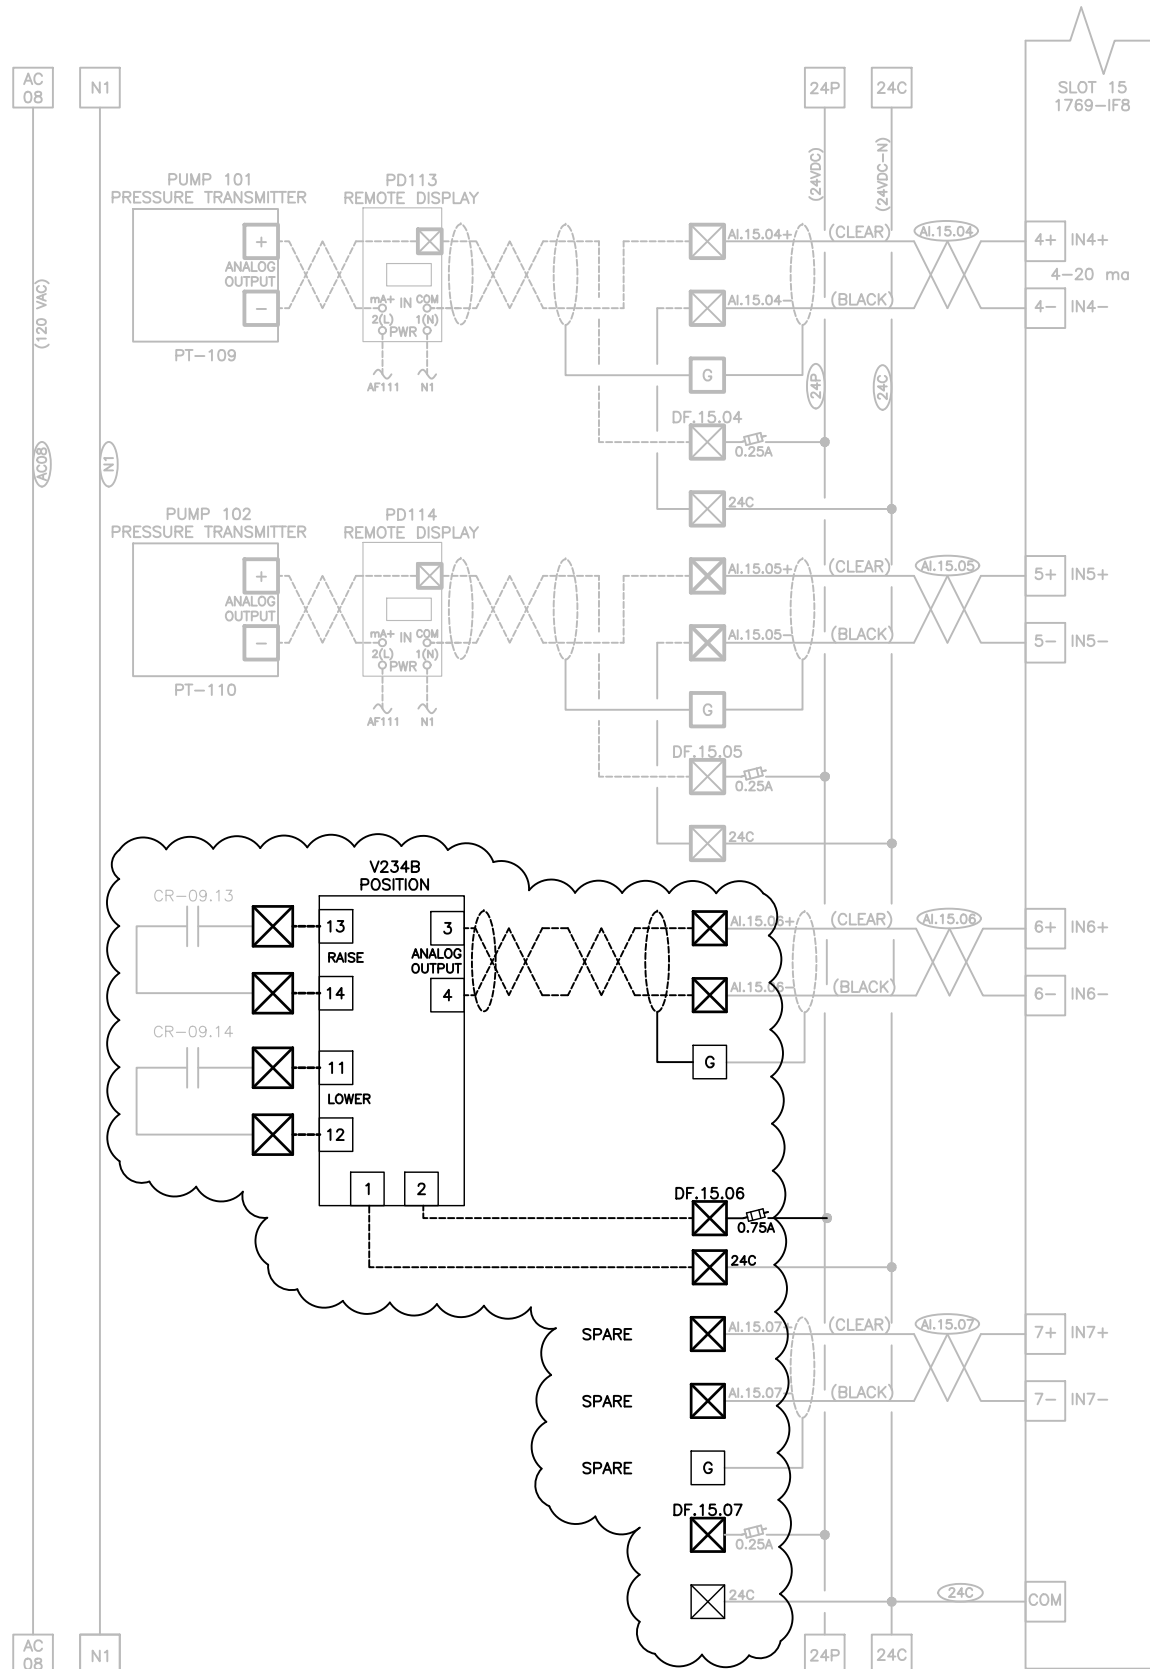 AC
08
N1
24P
24C
SLOT 15
1769-IF8
(120 VAC)
AC08
N1
(24VDC)
(24VDC-N)
24P
24C
PUMP 101
PRESSURE TRANSMITTER
+
ANALOG
OUTPUT
-
PT-109
PD113
REMOTE DISPLAY
mA+ IN COM
2(L) 1(N)
PWR
AF111 N1
AI.15.04+ (CLEAR) AI.15.04
4+ IN4+
4-20 ma
AI.15.04- (BLACK)
4- IN4-
G
DF.15.04
0.25A
24C
PUMP 102
PRESSURE TRANSMITTER
+
ANALOG
OUTPUT
-
PT-110
PD114
REMOTE DISPLAY
mA+ IN COM
2(L) 1(N)
PWR
AF111 N1
AI.15.05+ (CLEAR) AI.15.05
5+ IN5+
AI.15.05- (BLACK)
5- IN5-
G
DF.15.05
0.25A
24C
V234B
POSITION
CR-09.13
13
RAISE
14
CR-09.14
11
LOWER
12
3
ANALOG
OUTPUT
4
1 2
AI.15.06+ (CLEAR) AI.15.06
6+ IN6+
AI.15.06- (BLACK)
6- IN6-
G
DF.15.06
0.75A
24C
SPARE
AI.15.07+ (CLEAR) AI.15.07
7+ IN7+
SPARE
AI.15.07- (BLACK)
7- IN7-
SPARE
G
DF.15.07
0.25A
24C
24C
COM
AC
08
N1
24P
24C